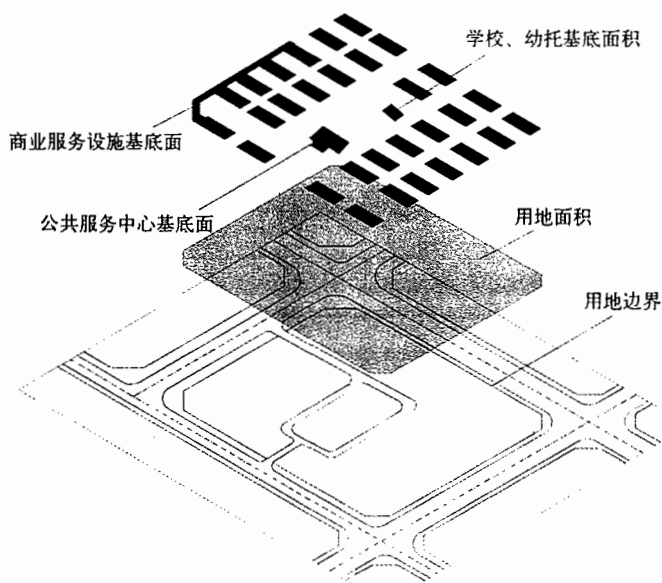 学校、幼托基底面积
商业服务设施基底面
公共服务中心基底面
用地面积
用地边界